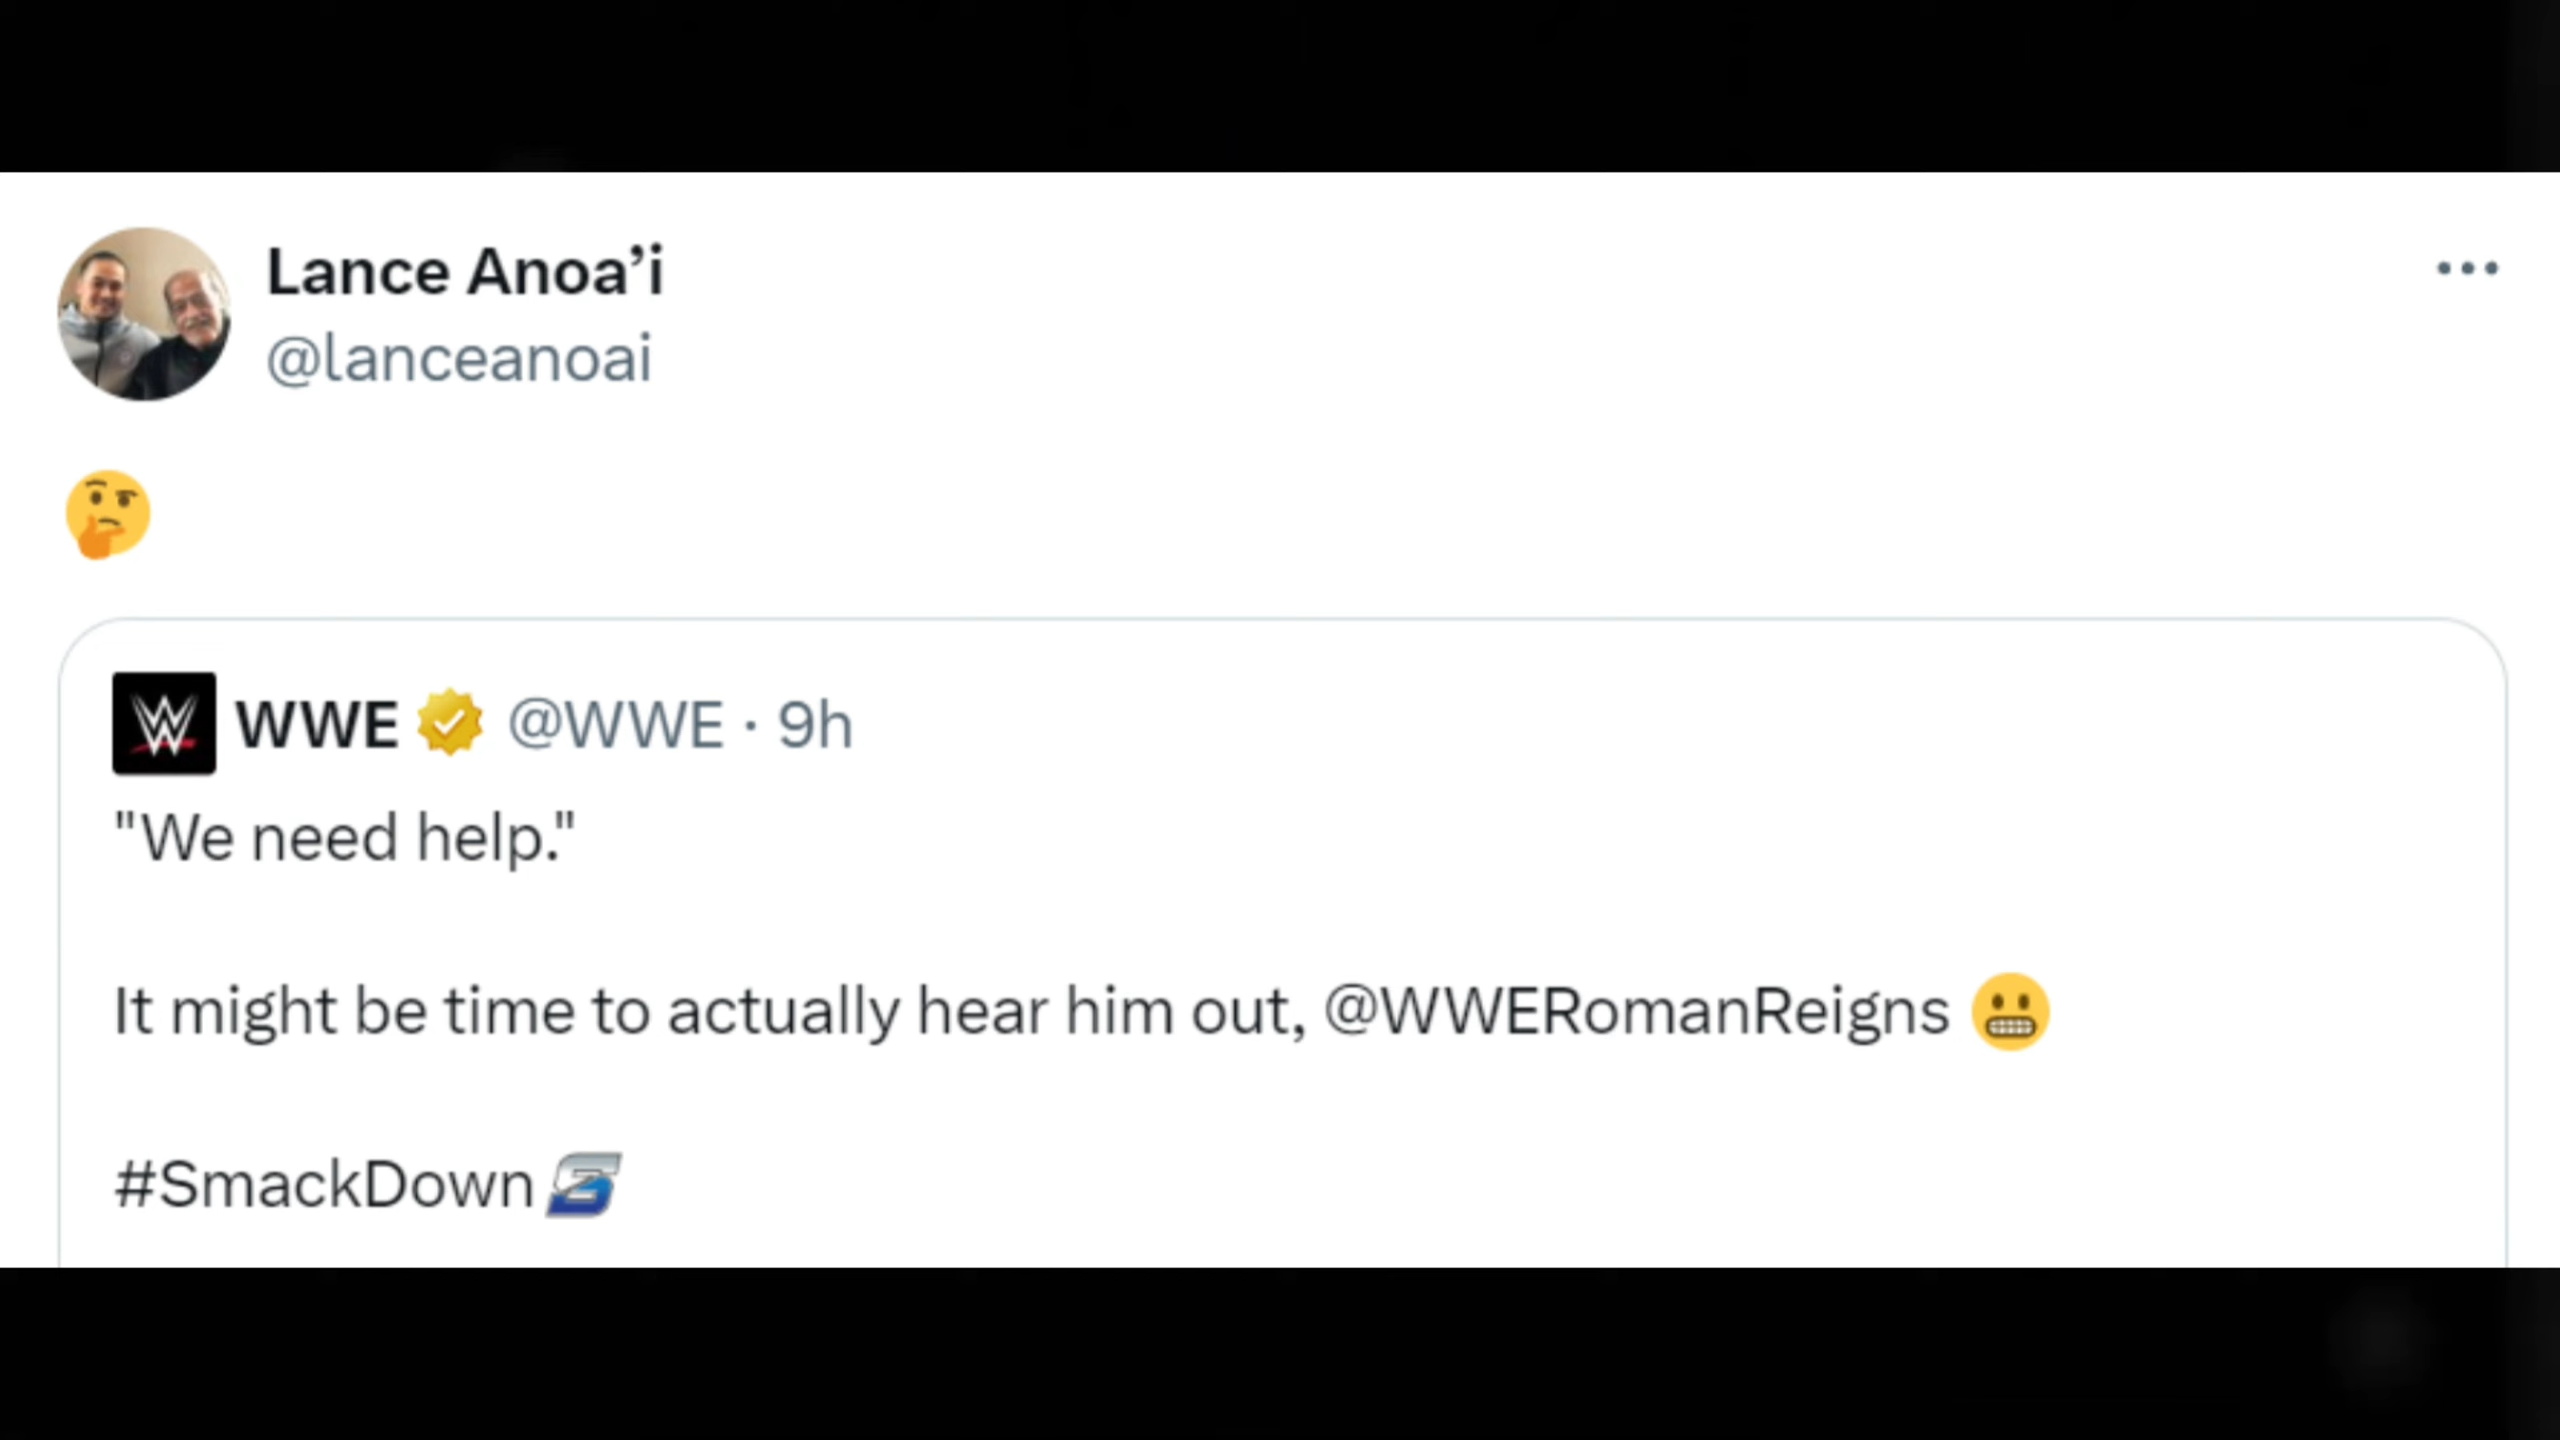 Lance Anoa’i
@lanceanoai
🤔
WWE @WWE · 9h
"We need help."
It might be time to actually hear him out, @WWERomanReigns 😬
#SmackDown